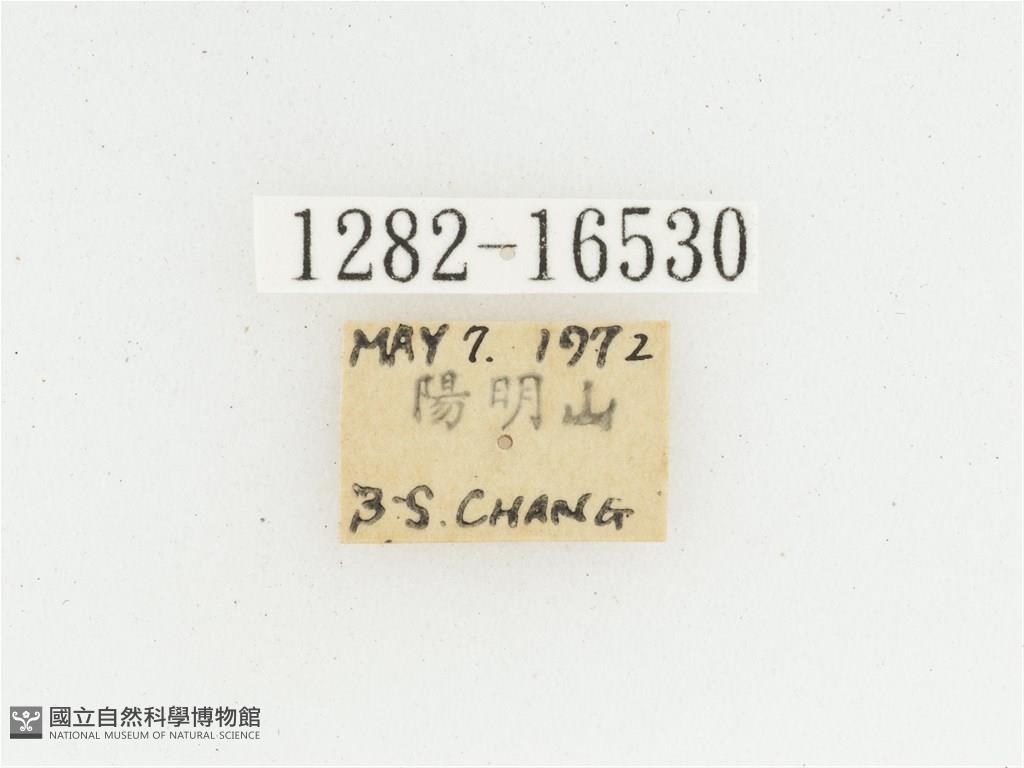 1282-16530
MAY 7. 1972
陽明山
B-S. CHANG
國立自然科學博物館
NATIONAL MUSEUM OF NATURAL SCIENCE